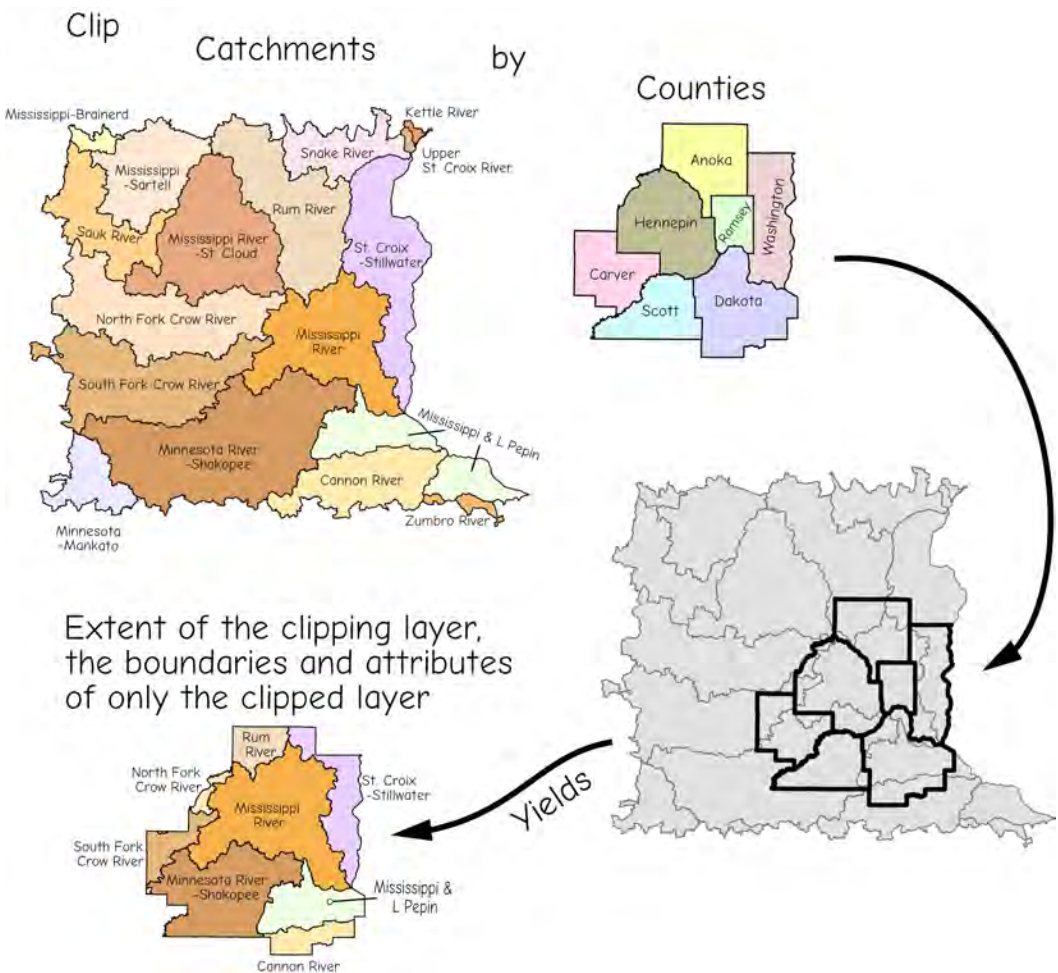 Clip
Catchments
by
Counties
Mississippi-Brainerd
Kettle River
Snake River
Upper
St. Croix River
Mississippi
-Sartell
Rum River
Sauk River
Mississippi River
-St Cloud
St. Croix
-Stillwater
North Fork Crow River
Mississippi
River
South Fork Crow River
Mississippi & L Pepin
Minnesota River
-Shakopee
Cannon River
Zumbro River
Minnesota
-Mankato
Anoka
Washington
Hennepin
Ramsey
Carver
Scott
Dakota
Extent of the clipping layer,
the boundaries and attributes
of only the clipped layer
Yields
Rum
River
North Fork
Crow River
St. Croix
-Stillwater
Mississippi
River
South Fork
Crow River
Minnesota River
-Shakopee
Mississippi &
L Pepin
Cannon River